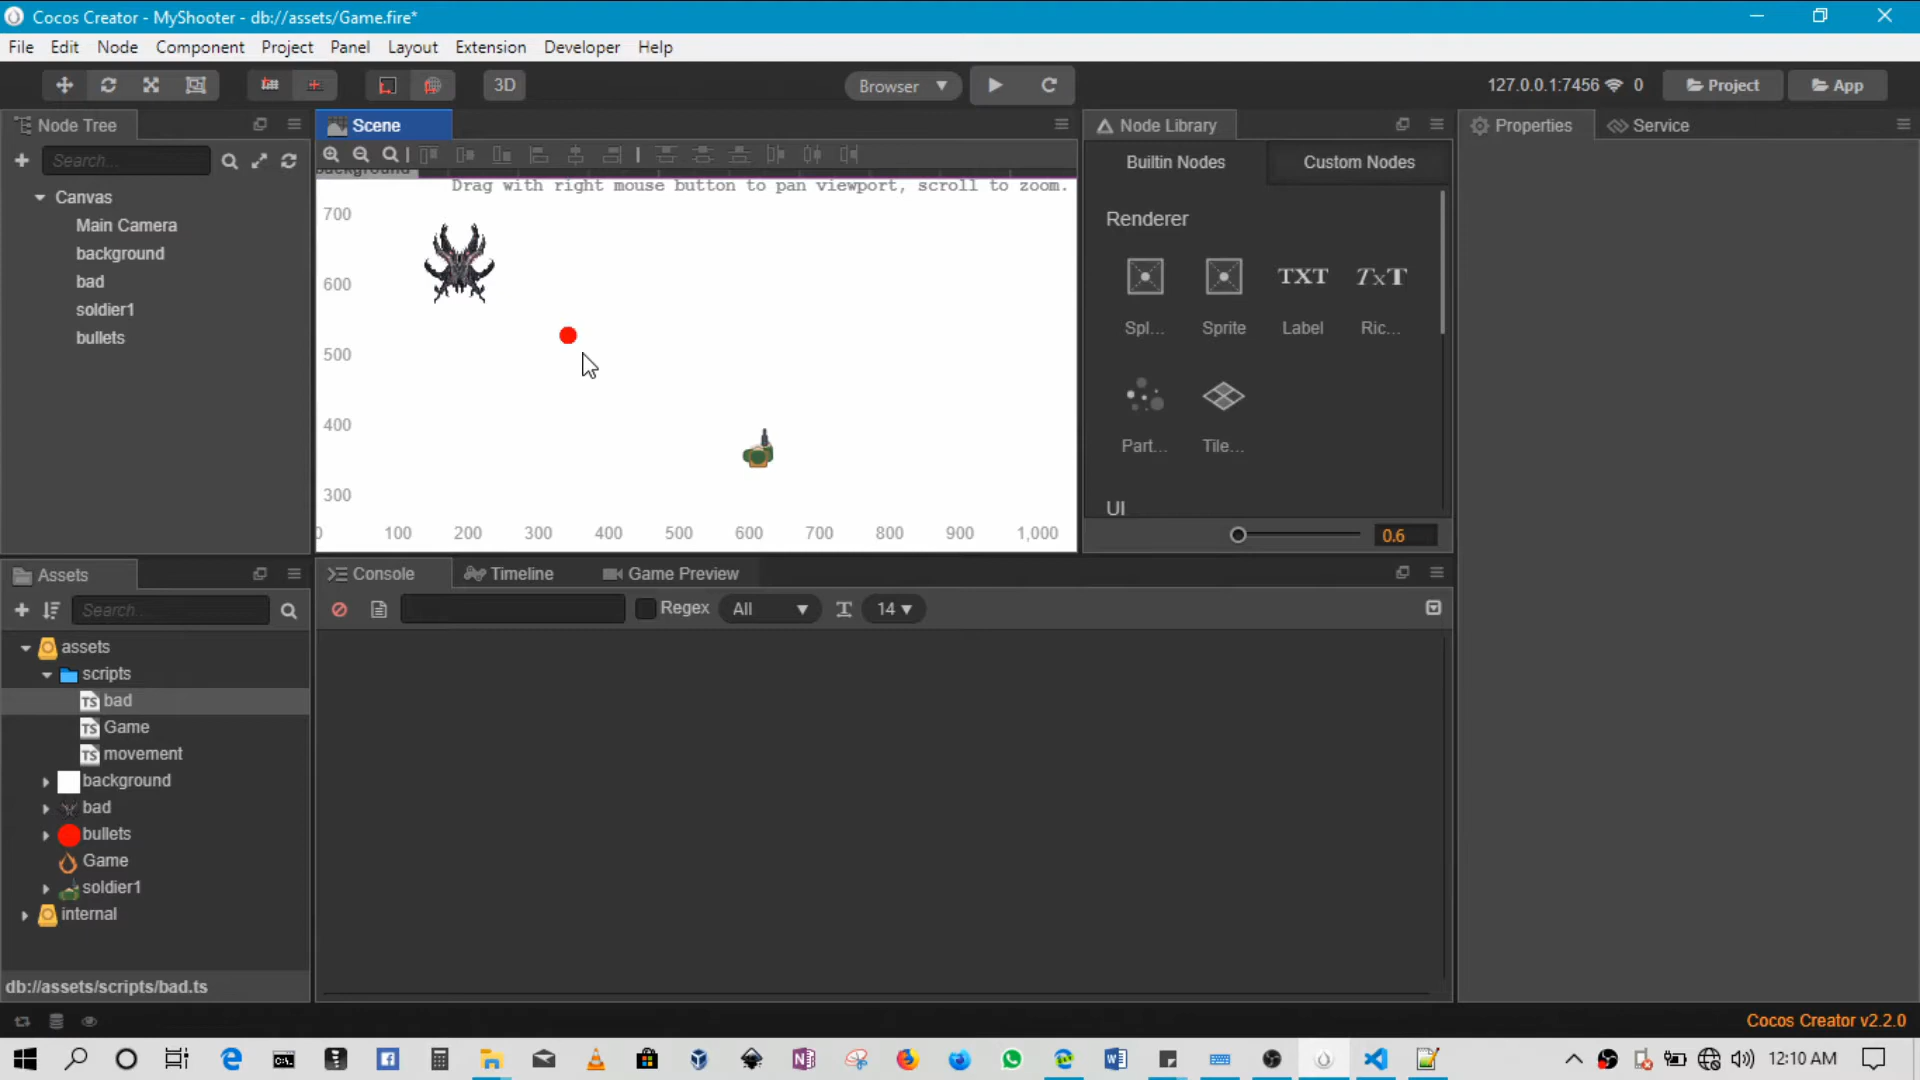 Cocos Creator - MyShooter - db://assets/Game.fire*
File Edit Node Component Project Panel Layout Extension Developer Help
3D
Browser
127.0.0.1:7456 0 Project App
Node Tree
Scene
Node Library
Properties Service
Search...
Builtin Nodes Custom Nodes
background
Drag with right mouse button to pan viewport, scroll to zoom.
Canvas
Main Camera
background
bad
soldier1
bullets
700
600
500
400
300
0 100 200 300 400 500 600 700 800 900 1,000
Renderer
TXT TxT
Spl... Sprite Label Ric...
Part... Tile...
UI
0.6
Assets
Console Timeline Game Preview
Search...
Regex All 14
assets
scripts
TS bad
TS Game
TS movement
background
bad
bullets
Game
soldier1
internal
db://assets/scripts/bad.ts
Cocos Creator v2.2.0
12:10 AM